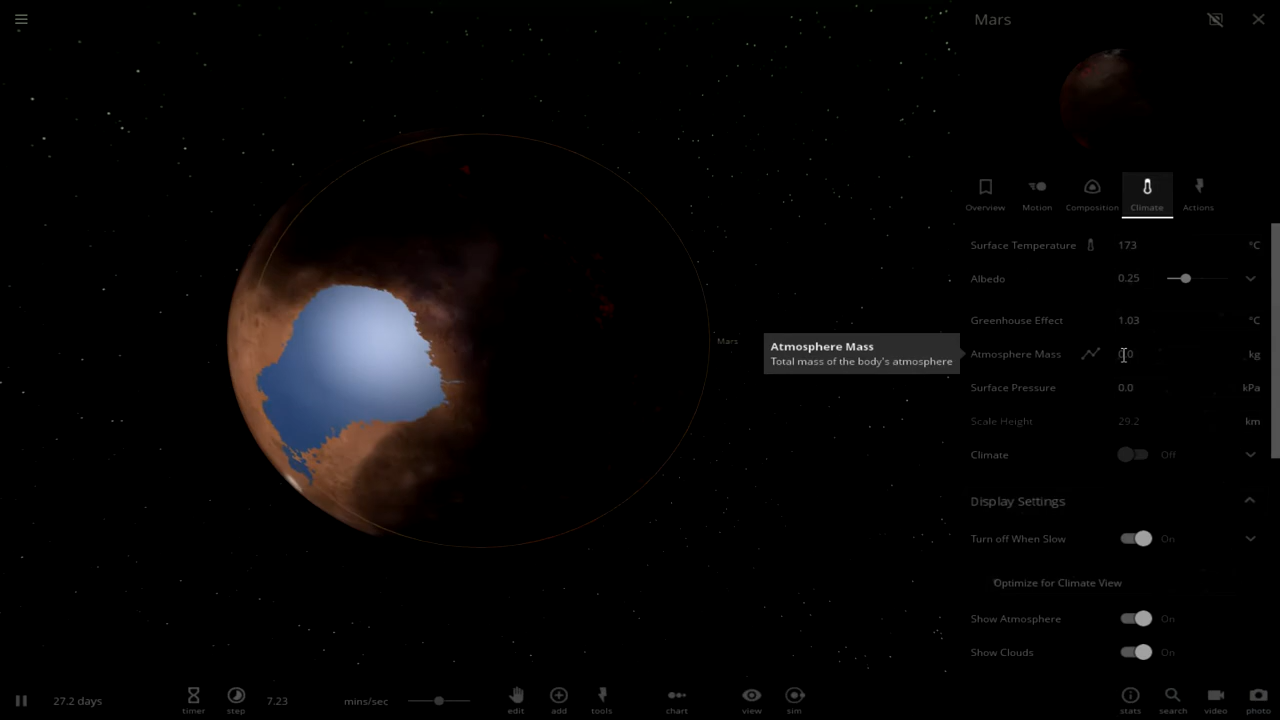 Mars
Overview Motion Composition Climate Actions
Surface Temperature 173 °C
Albedo 0.25
Greenhouse Effect 1.03 °C
Mars
Atmosphere Mass
Total mass of the body's atmosphere
Atmosphere Mass 0.0 kg
Surface Pressure 0.0 kPa
Scale Height 29.2 km
Climate Off
Display Settings
Turn off When Slow On
Optimize for Climate View
Show Atmosphere On
Show Clouds On
27.2 days
timer step 7.23 mins/sec edit add tools chart view sim stats search video photo